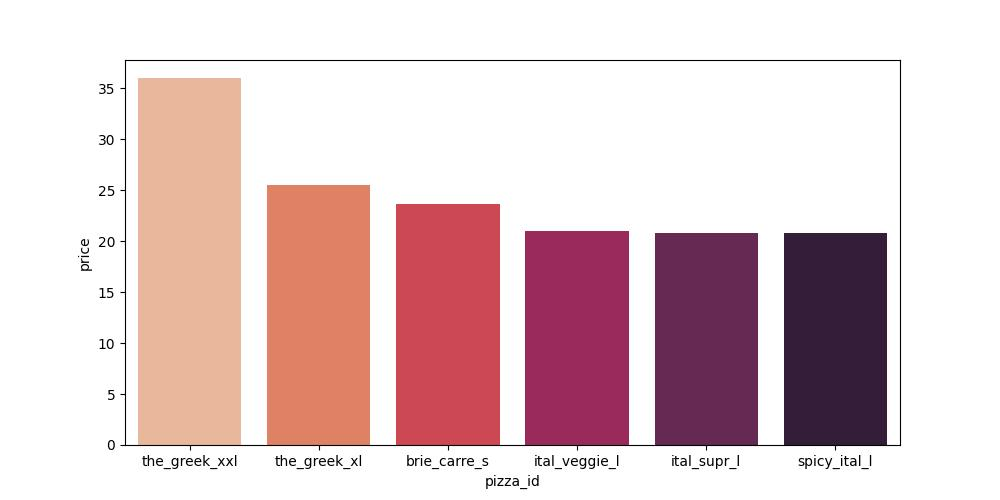 35
30
25
20
15
10
5
0
price
the_greek_xxl the_greek_xl brie_carre_s ital_veggie_l ital_supr_l spicy_ital_l
pizza_id